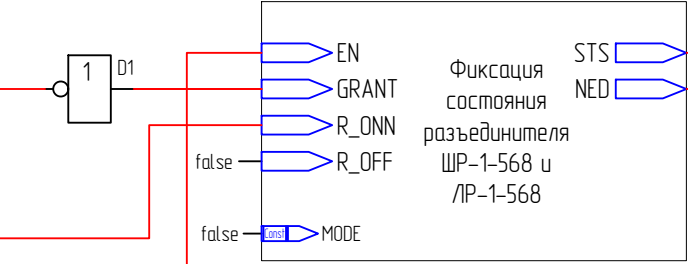 1 D1
EN
GRANT
R_ONN
false R_OFF
false Const MODE
Фиксация
состояния
разъединителя
ШР-1-568 и
ЛР-1-568
STS
NED